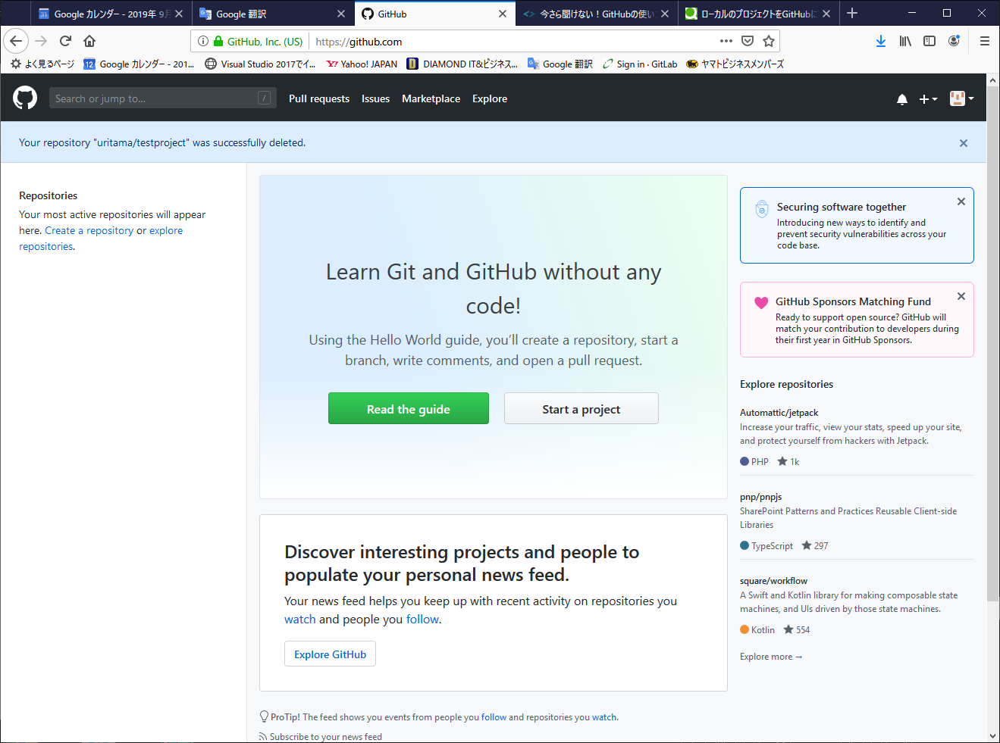 Google カレンダー - 2019年 9月
Google 翻訳
GitHub
今さら聞けない！GitHubの使い
ローカルのプロジェクトをGitHubに
GitHub, Inc. (US)
https://github.com
よく見るページ
Google カレンダー - 201...
Visual Studio 2017でイ...
Yahoo! JAPAN
DIAMOND IT&ビジネス...
Google 翻訳
Sign in · GitLab
ヤマトビジネスメンバーズ
Search or jump to...
/
Pull requests
Issues
Marketplace
Explore
Your repository "uritama/testproject" was successfully deleted.
Repositories
Your most active repositories will appear
here. Create a repository or explore
repositories.
Learn Git and GitHub without any
code!
Using the Hello World guide, you’ll create a repository, start a
branch, write comments, and open a pull request.
Read the guide
Start a project
Discover interesting projects and people to
populate your personal news feed.
Your news feed helps you keep up with recent activity on repositories you
watch and people you follow.
Explore GitHub
ProTip! The feed shows you events from people you follow and repositories you watch.
Subscribe to your news feed
Securing software together
Introducing new ways to identify and
prevent security vulnerabilities across your
code base.
GitHub Sponsors Matching Fund
Ready to support open source? GitHub will
match your contribution to developers during
their first year in GitHub Sponsors.
Explore repositories
Automattic/jetpack
Increase your traffic, view your stats, speed up your site,
and protect yourself from hackers with Jetpack.
PHP 1k
pnp/pnpjs
SharePoint Patterns and Practices Reusable Client-side
Libraries
TypeScript 297
square/workflow
A Swift and Kotlin library for making composable state
machines, and UIs driven by those state machines.
Kotlin 554
Explore more →